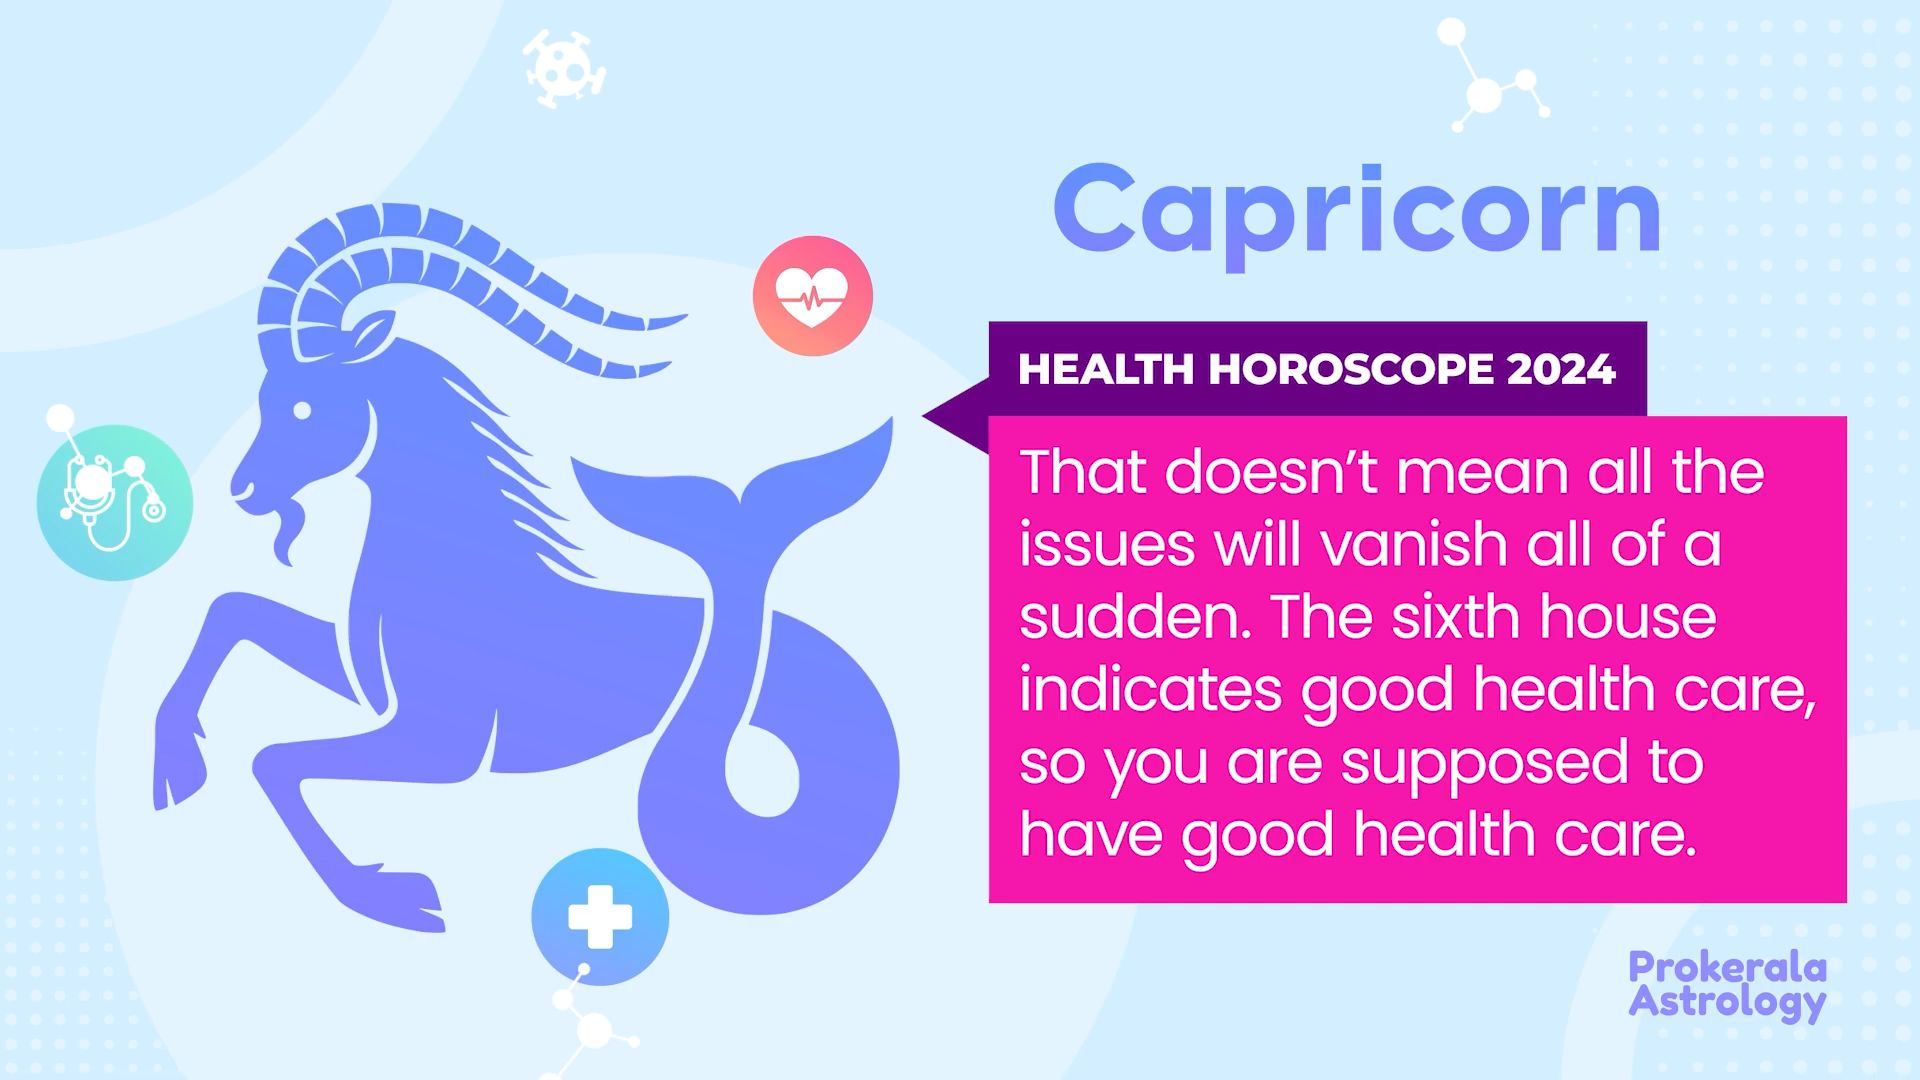 Capricorn
HEALTH HOROSCOPE 2024
That doesn’t mean all the
issues will vanish all of a
sudden. The sixth house
indicates good health care,
so you are supposed to
have good health care.
Prokerala
Astrology